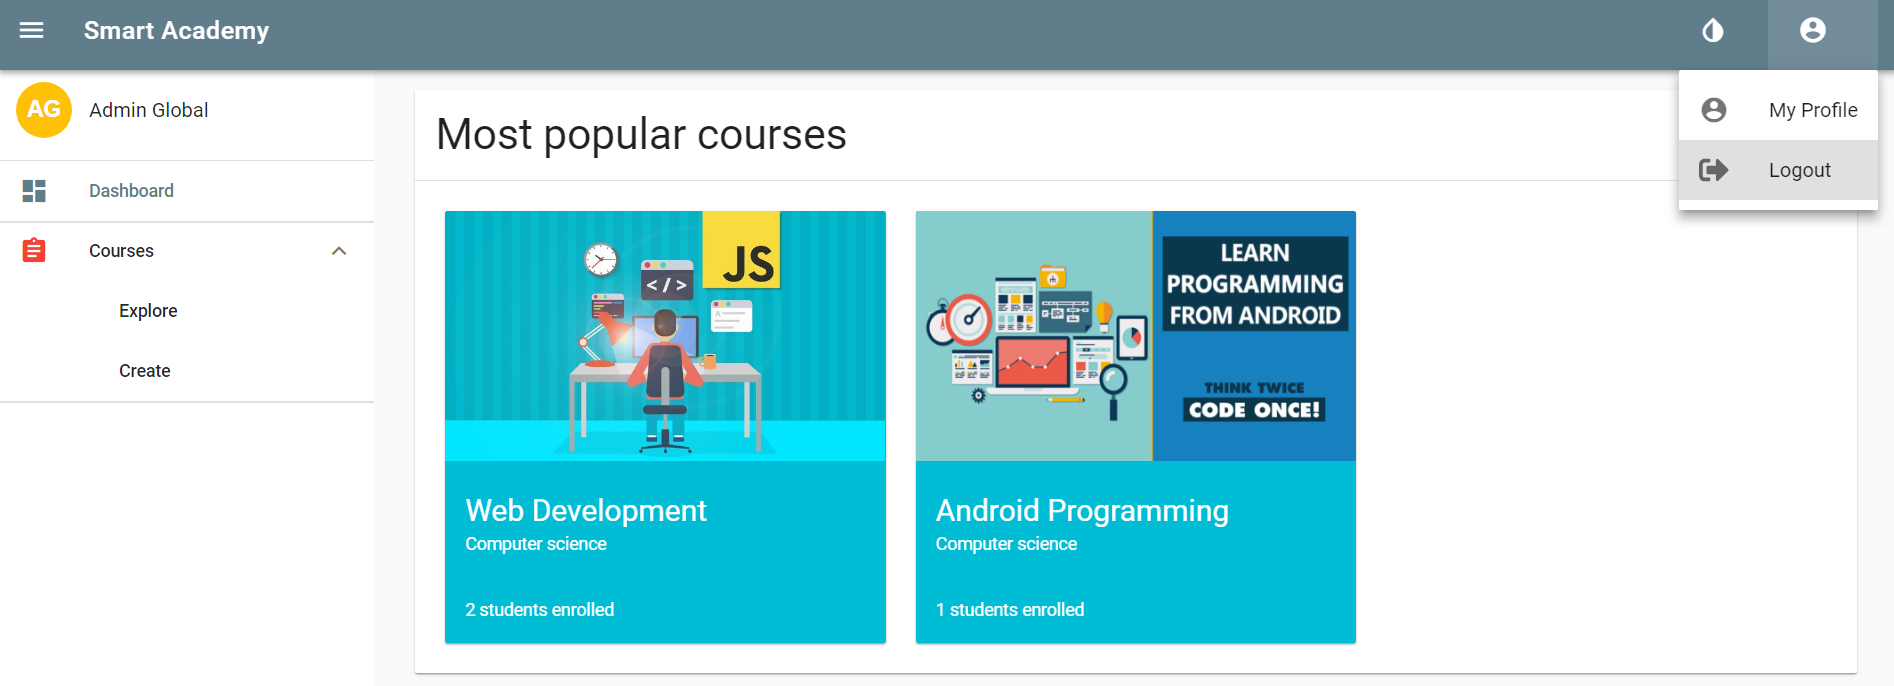 Smart Academy
AG
Admin Global
Dashboard
Courses
Explore
Create
My Profile
Logout
Most popular courses
JS
</>
A
Web Development
Computer science
2 students enrolled
LEARN
PROGRAMMING
FROM ANDROID
THINK TWICE
CODE ONCE!
Android Programming
Computer science
1 students enrolled